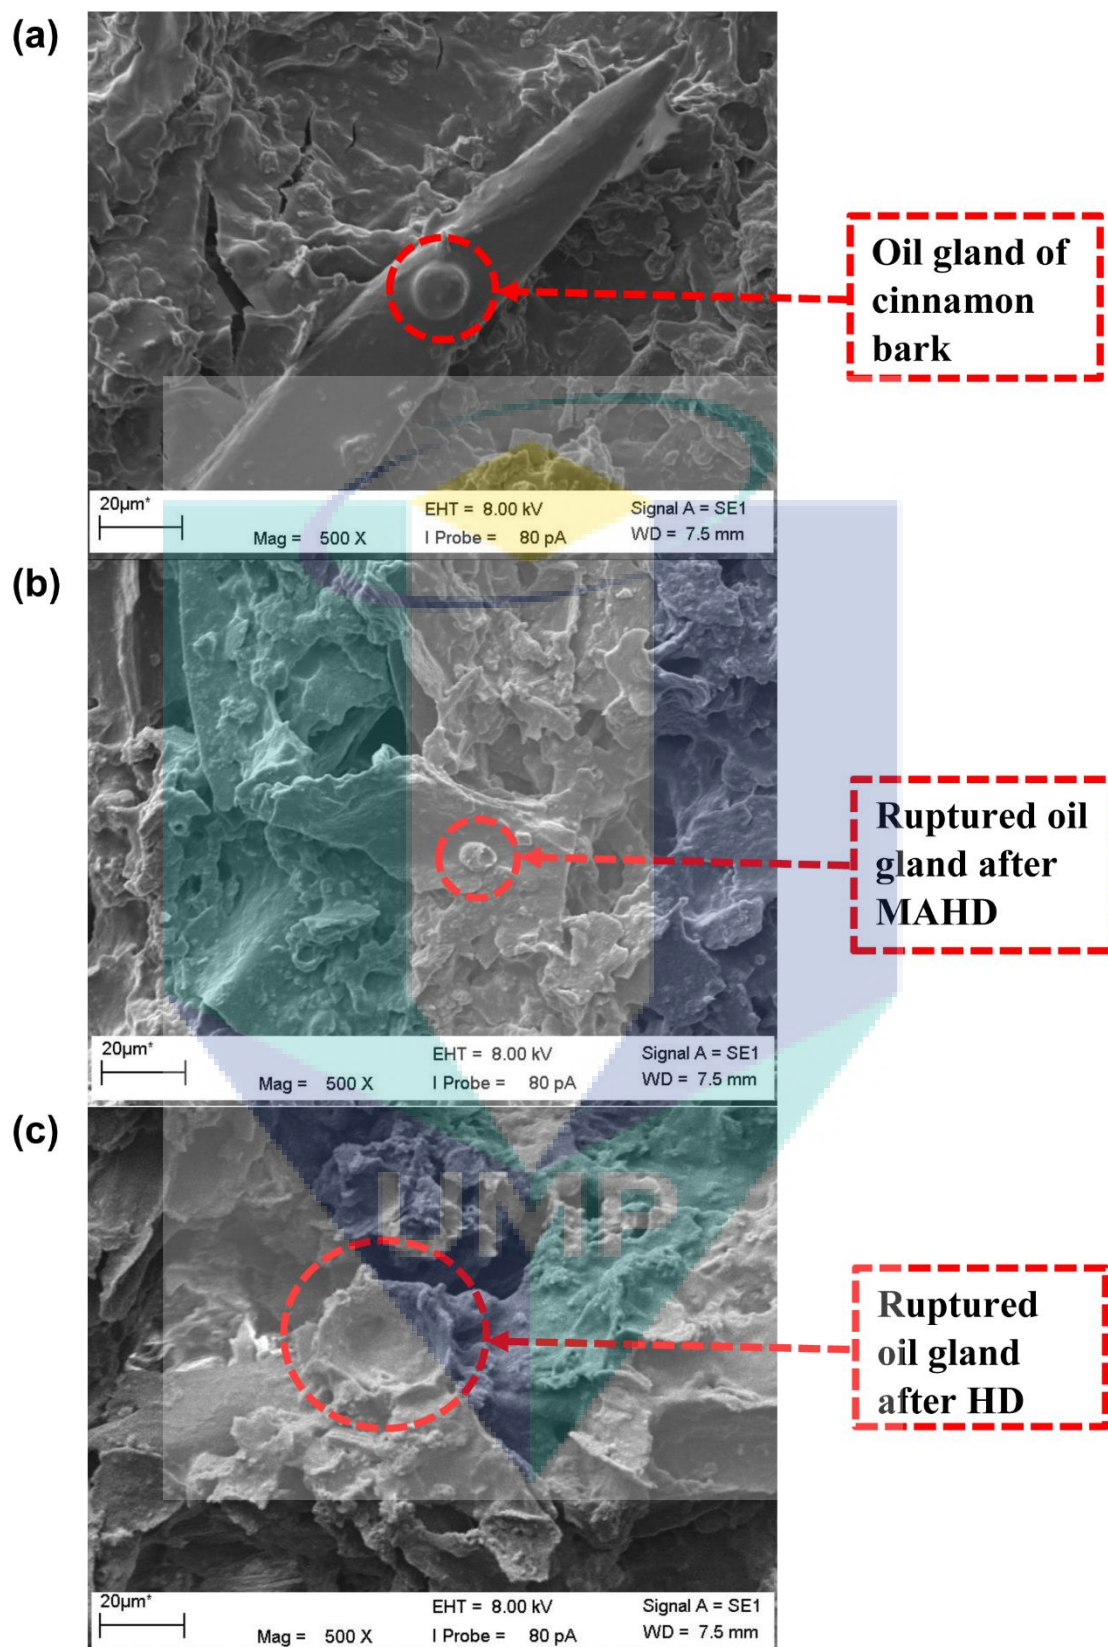 (a)
Oil gland of
cinnamon
bark
20µm*
Mag = 500 X
EHT = 8.00 kV
I Probe = 80 pA
Signal A = SE1
WD = 7.5 mm
(b)
Ruptured oil
gland after
MAHD
20µm*
Mag = 500 X
EHT = 8.00 kV
I Probe = 80 pA
Signal A = SE1
WD = 7.5 mm
(c)
UMP
Ruptured
oil gland
after HD
20µm*
Mag = 500 X
EHT = 8.00 kV
I Probe = 80 pA
Signal A = SE1
WD = 7.5 mm